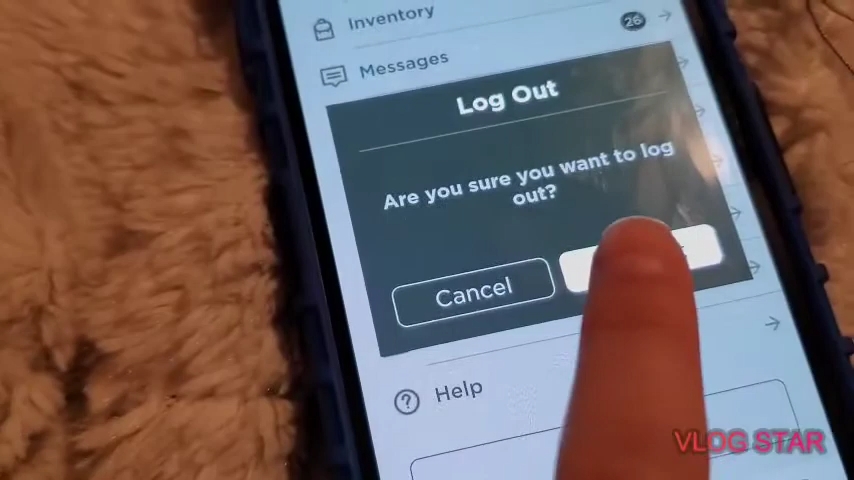 Inventory
26
Messages
Log Out
Are you sure you want to log
out?
Cancel
Help
VLOG STAR